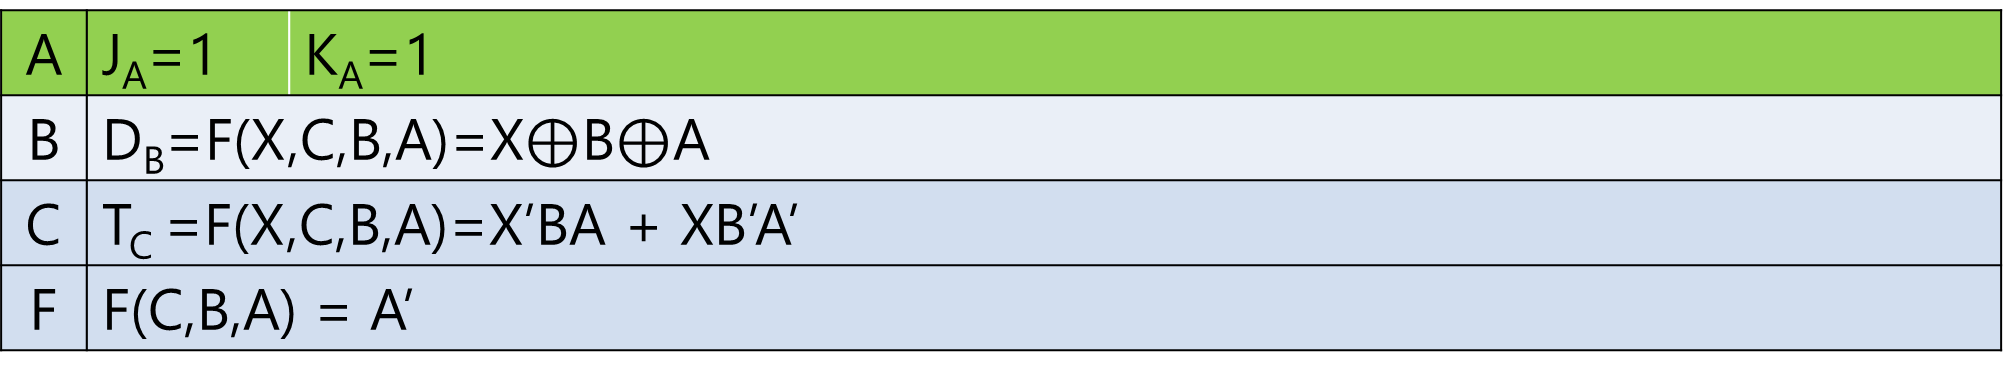 A J_A=1 K_A=1
B D_B=F(X,C,B,A)=X⊕B⊕A
C T_C =F(X,C,B,A)=X′BA + XB′A′
F F(C,B,A) = A′